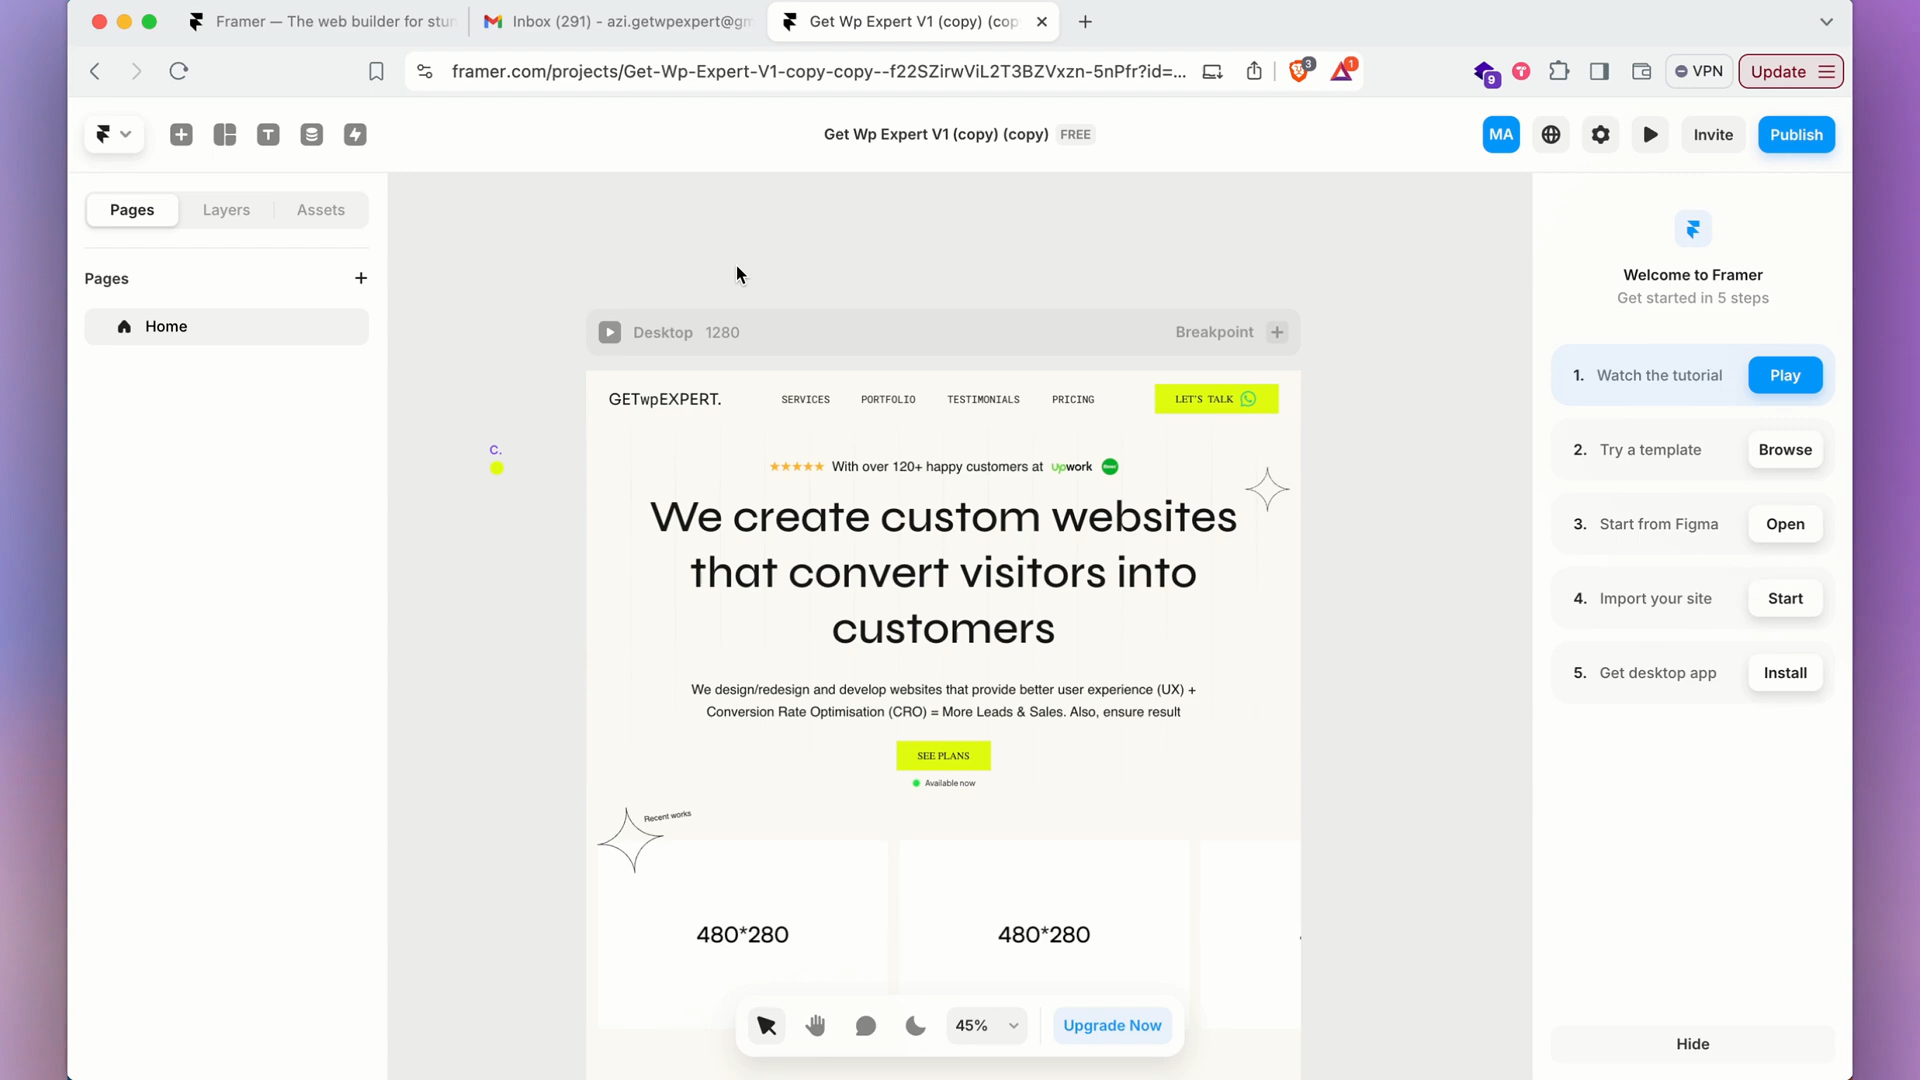 Framer — The web builder for stun
Inbox (291) - azi.getwpexpert@gm
Get Wp Expert V1 (copy) (cop
framer.com/projects/Get-Wp-Expert-V1-copy-copy--f22SZirwViL2T3BZVxzn-5nPfr?id=...
3
1
9
VPN
Update
Get Wp Expert V1 (copy) (copy) FREE
MA
Invite
Publish
Pages
Layers
Assets
Pages
Home
Desktop 1280
Breakpoint
GETwpEXPERT.
SERVICES
PORTFOLIO
TESTIMONIALS
PRICING
LET'S TALK
C.
With over 120+ happy customers at upwork
We create custom websites
that convert visitors into
customers
We design/redesign and develop websites that provide better user experience (UX) +
Conversion Rate Optimisation (CRO) = More Leads & Sales. Also, ensure result
SEE PLANS
Available now
Recent works
480*280
480*280
45%
Upgrade Now
Welcome to Framer
Get started in 5 steps
1. Watch the tutorial Play
2. Try a template Browse
3. Start from Figma Open
4. Import your site Start
5. Get desktop app Install
Hide